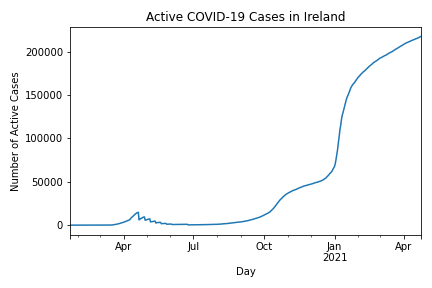 Active COVID-19 Cases in Ireland
Number of Active Cases
200000
150000
100000
50000
0
Apr Jul Oct Jan Apr
2021
Day